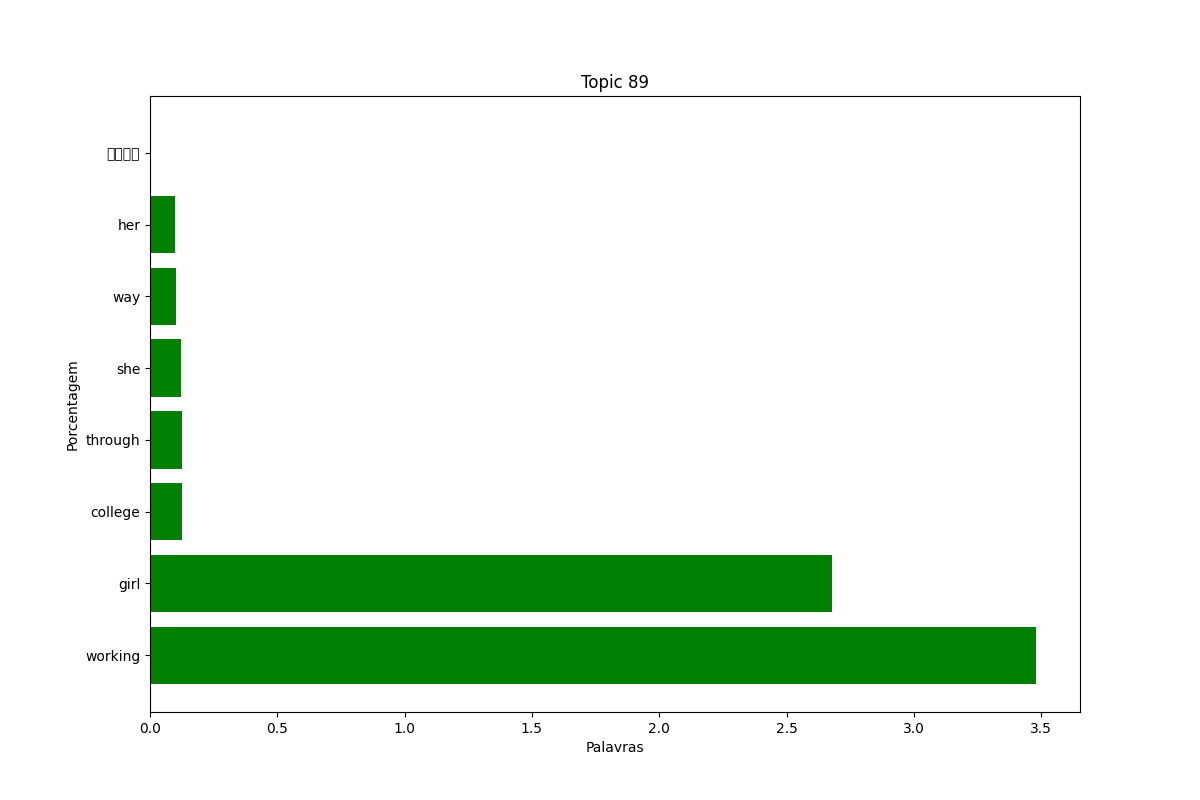 Topic 89
her
way
she
through
college
girl
working
Porcentagem
0.0 0.5 1.0 1.5 2.0 2.5 3.0 3.5
Palavras